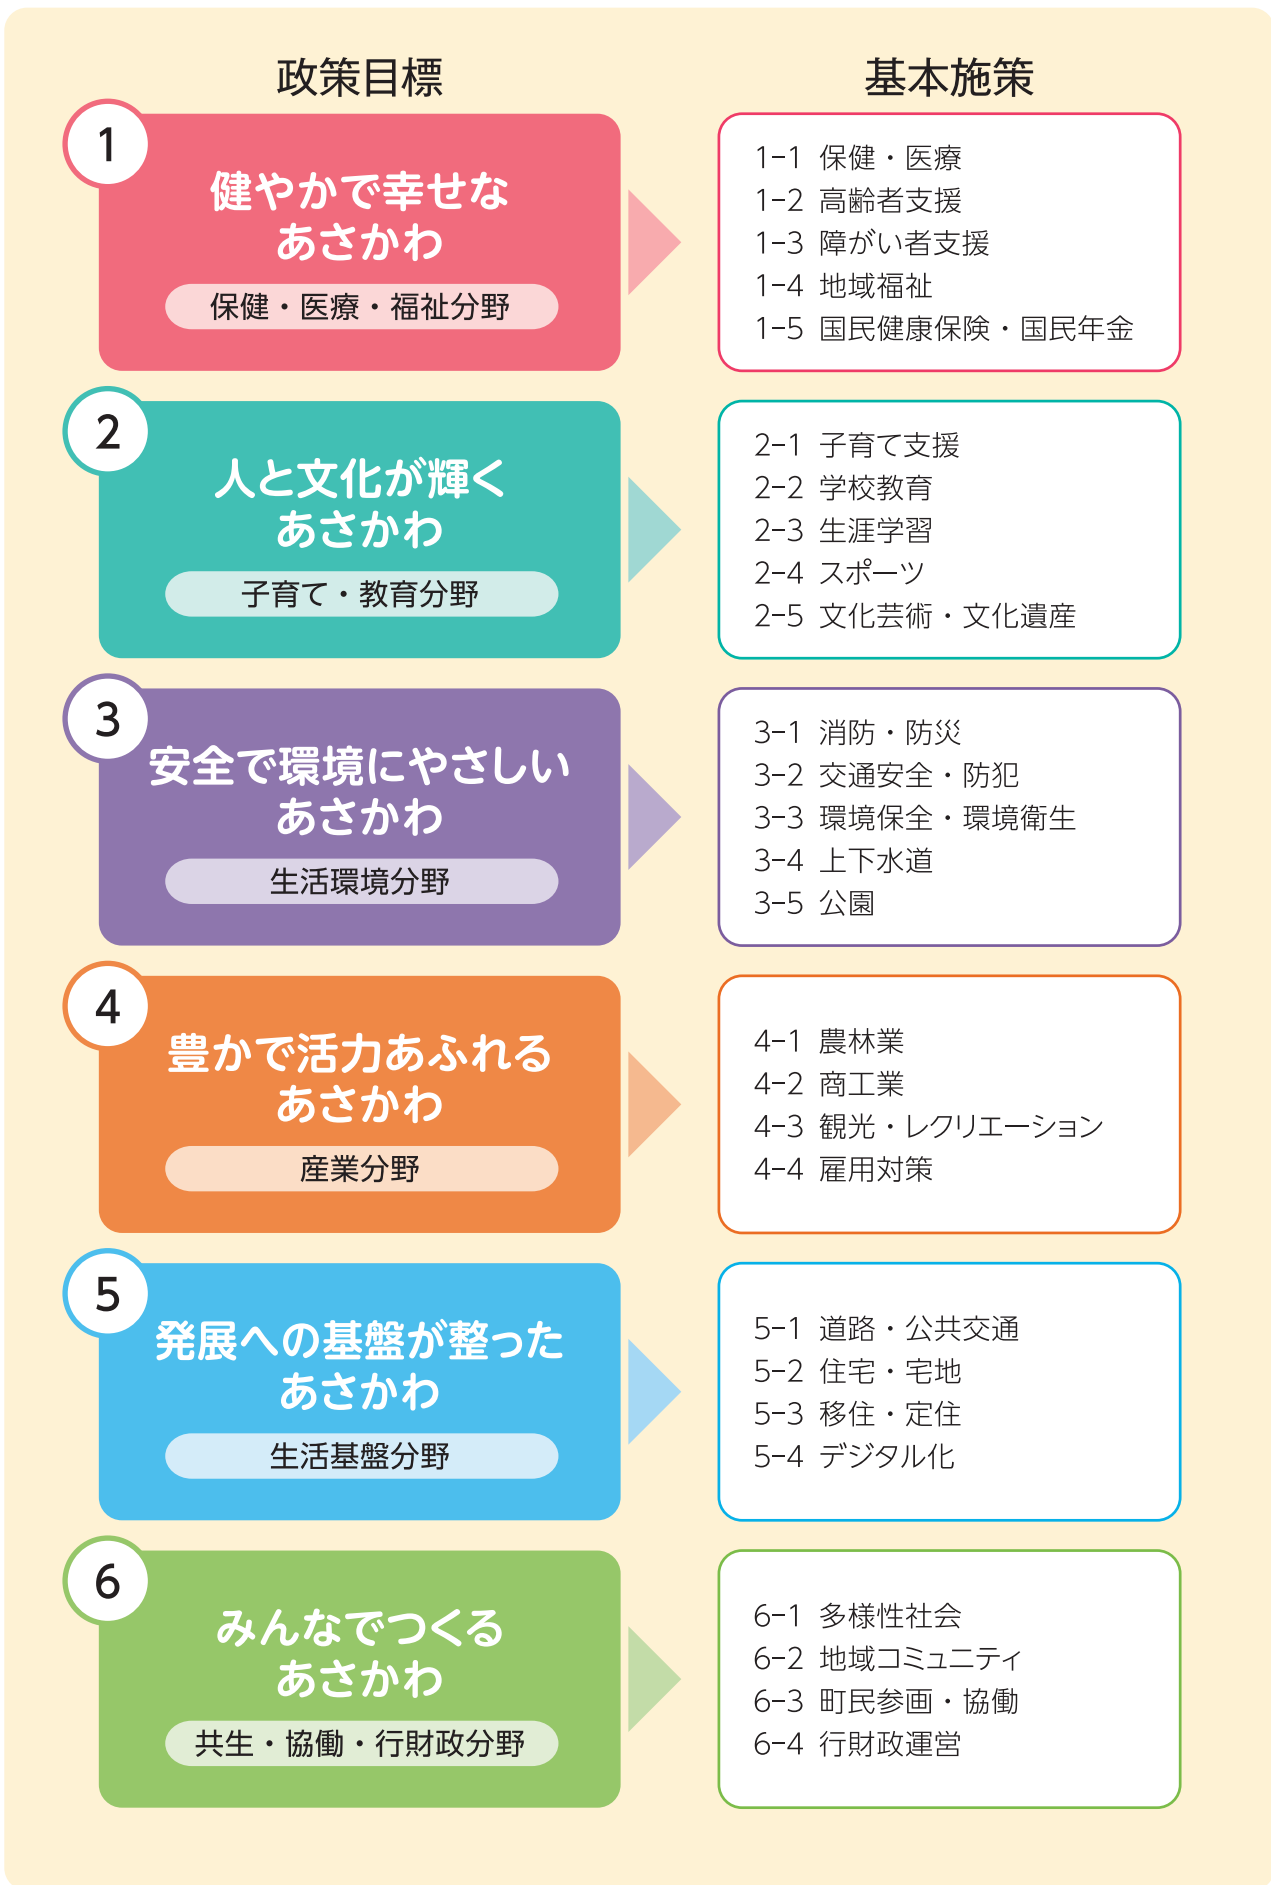 政策目標
基本施策
1
健やかで幸せな
あさかわ
保健・医療・福祉分野
1-1 保健・医療
1-2 高齢者支援
1-3 障がい者支援
1-4 地域福祉
1-5 国民健康保険・国民年金
2
人と文化が輝く
あさかわ
子育て・教育分野
2-1 子育て支援
2-2 学校教育
2-3 生涯学習
2-4 スポーツ
2-5 文化芸術・文化遺産
3
安全で環境にやさしい
あさかわ
生活環境分野
3-1 消防・防災
3-2 交通安全・防犯
3-3 環境保全・環境衛生
3-4 上下水道
3-5 公園
4
豊かで活力あふれる
あさかわ
産業分野
4-1 農林業
4-2 商工業
4-3 観光・レクリエーション
4-4 雇用対策
5
発展への基盤が整った
あさかわ
生活基盤分野
5-1 道路・公共交通
5-2 住宅・宅地
5-3 移住・定住
5-4 デジタル化
6
みんなでつくる
あさかわ
共生・協働・行財政分野
6-1 多様性社会
6-2 地域コミュニティ
6-3 町民参画・協働
6-4 行財政運営